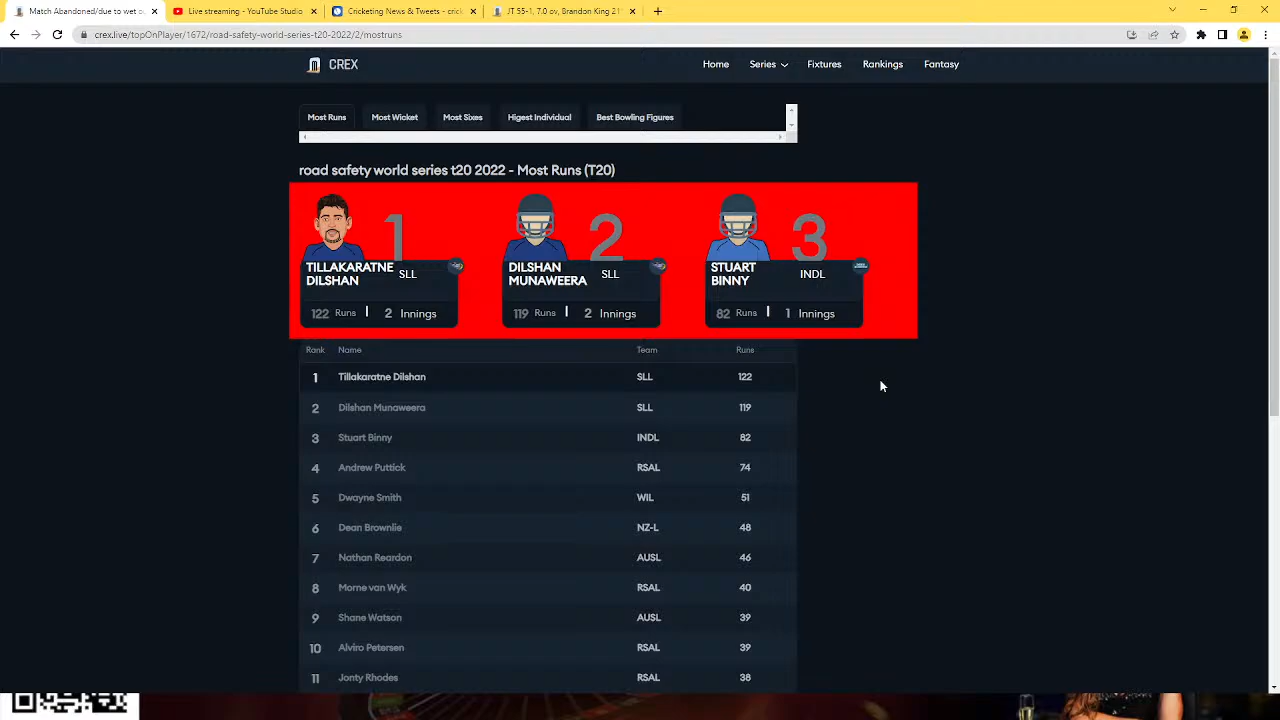 Match Abandoned/due to wet o
Live streaming - YouTube Studio
Cricketing News & Tweets - cric
JT 55-1, 7.0 ov, Brandon King 21
crex.live/topOnPlayer/1672/road-safety-world-series-t20-2022/2/mostruns
CREX
Home
Series
Fixtures
Rankings
Fantasy
Most Runs
Most Wicket
Most Sixes
Higest Individual
Best Bowling Figures
road safety world series t20 2022 - Most Runs (T20)
1
TILLAKARATNE DILSHAN
SLL
122 Runs | 2 Innings
2
DILSHAN MUNAWEERA
SLL
119 Runs | 2 Innings
3
STUART BINNY
INDL
82 Runs | 1 Innings
Rank Name Team Runs
1 Tillakaratne Dilshan SLL 122
2 Dilshan Munaweera SLL 119
3 Stuart Binny INDL 82
4 Andrew Puttick RSAL 74
5 Dwayne Smith WIL 51
6 Dean Brownlie NZ-L 48
7 Nathan Reardon AUSL 46
8 Morne van Wyk RSAL 40
9 Shane Watson AUSL 39
10 Alviro Petersen RSAL 39
11 Jonty Rhodes RSAL 38